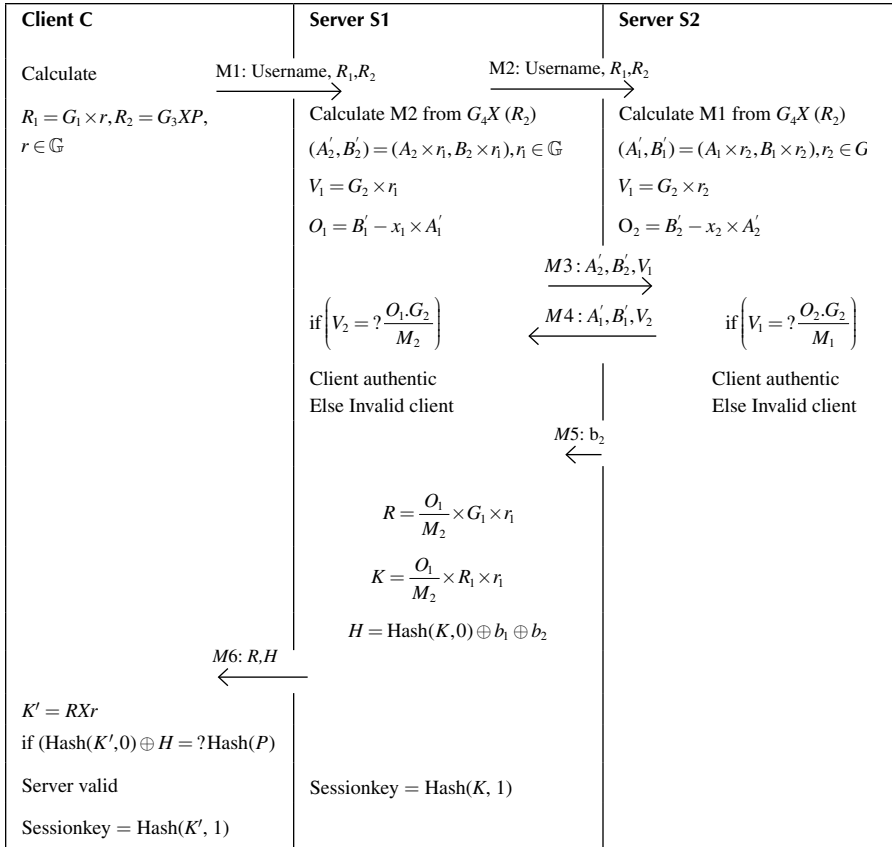 Client C
Server S1
Server S2
Calculate
M1: Username, R₁,R₂
M2: Username, R₁,R₂
R₁ = G₁ × r, R₂ = G₃XP,
r ∈ 𝔾
Calculate M2 from G₄X (R₂)
Calculate M1 from G₄X (R₂)
(A₂′, B₂′) = (A₂ × r₁, B₂ × r₁), r₁ ∈ 𝔾
(A₁′, B₁′) = (A₁ × r₂, B₁ × r₂), r₂ ∈ G
V₁ = G₂ × r₁
V₁ = G₂ × r₂
O₁ = B₁′ − x₁ × A₁′
O₂ = B₂′ − x₂ × A₂′
M3 : A₂′, B₂′, V₁
if (V₂ = ? O₁.G₂ / M₂)
M4 : A₁′, B₁′, V₂
if (V₁ = ? O₂.G₂ / M₁)
Client authentic
Client authentic
Else Invalid client
Else Invalid client
M5: b₂
R = O₁ / M₂ × G₁ × r₁
K = O₁ / M₂ × R₁ × r₁
H = Hash(K,0) ⊕ b₁ ⊕ b₂
M6: R,H
K′ = RXr
if (Hash(K′,0) ⊕ H = ?Hash(P)
Server valid
Sessionkey = Hash(K, 1)
Sessionkey = Hash(K′, 1)